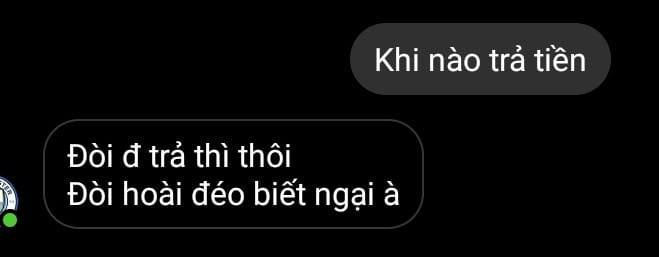 Khi nào trả tiền
Đòi đ trả thì thôi
Đòi hoài đéo biết ngại à